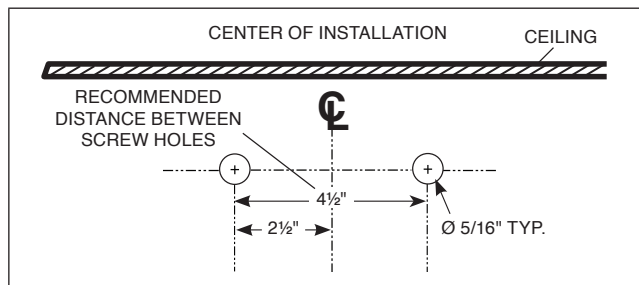 CENTER OF INSTALLATION
CEILING
RECOMMENDED
DISTANCE BETWEEN
SCREW HOLES
℄
4½"
2½"
Ø 5/16" TYP.